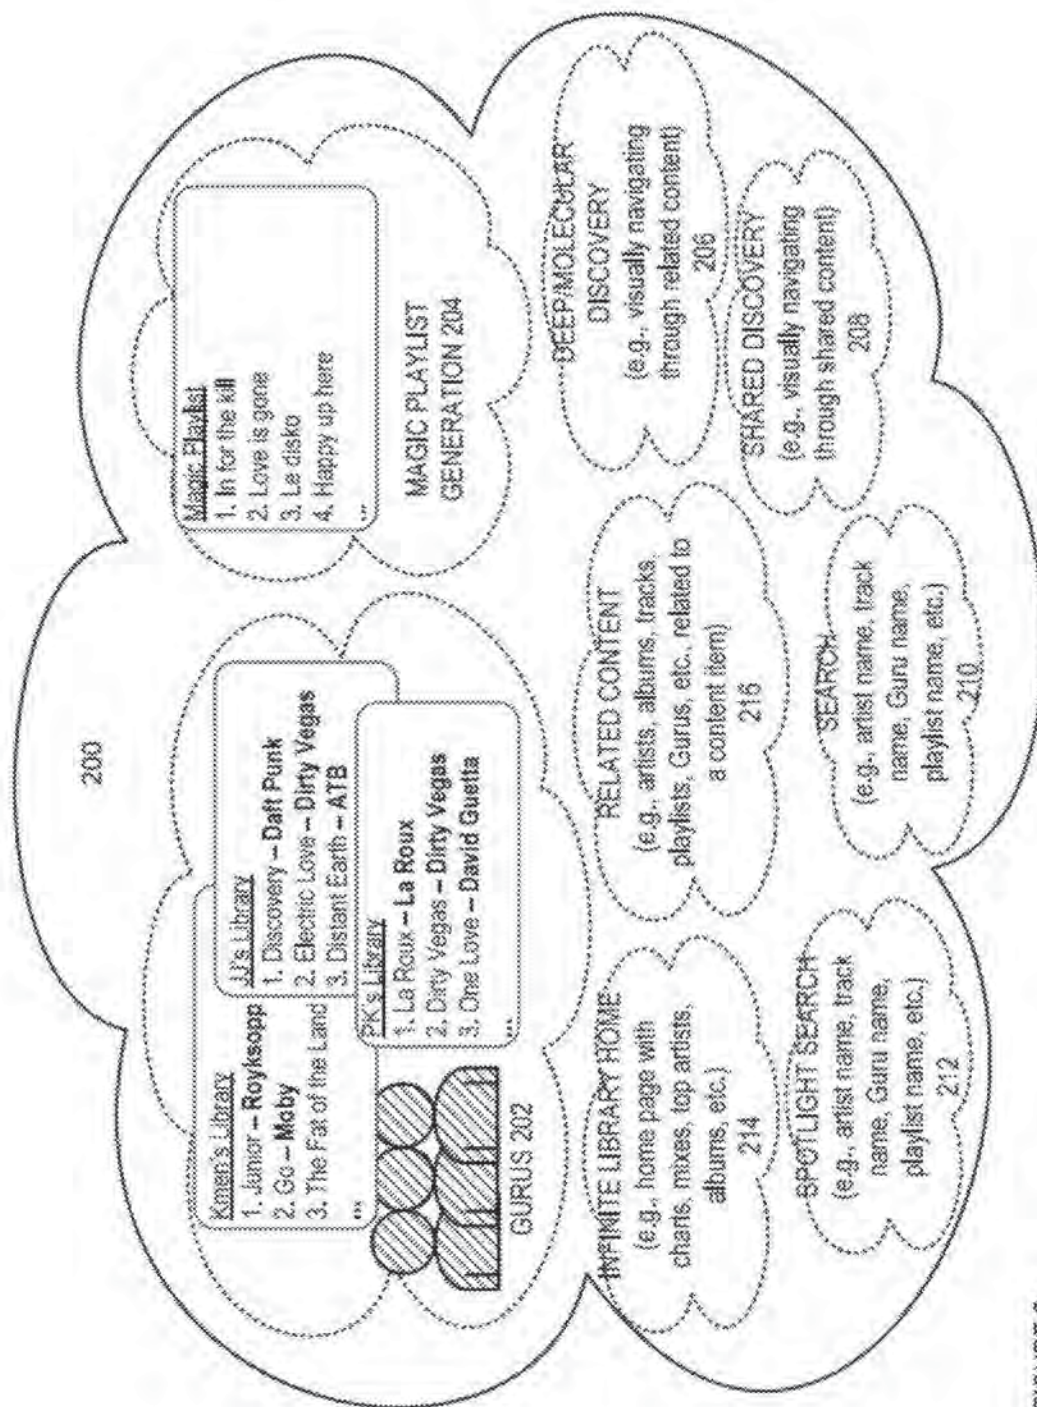 200
Kmen's Library
1. Junior – Royksopp
2. Go – Moby
3. The Fat of the Land
...
JJ's Library
1. Discovery – Daft Punk
2. Electric Love – Dirty Vegas
3. Distant Earth – ATB
PK's Library
1. La Roux – La Roux
2. Dirty Vegas – Dirty Vegas
3. One Love – David Guetta
...
GURUS 202
Magic Playlist
1. In for the kill
2. Love is gone
3. Le disko
4. Happy up here
...
MAGIC PLAYLIST
GENERATION 204
INFINITE LIBRARY HOME
(e.g., home page with
charts, mixes, top artists,
albums, etc.)
214
RELATED CONTENT
(e.g., artists, albums, tracks,
playlists, Gurus, etc., related to
a content item)
216
DEEP/MOLECULAR
DISCOVERY
(e.g., visually navigating
through related content)
206
SPOTLIGHT SEARCH
(e.g., artist name, track
name, Guru name,
playlist name, etc.)
212
SEARCH
(e.g., artist name, track
name, Guru name,
playlist name, etc.)
210
SHARED DISCOVERY
(e.g., visually navigating
through shared content)
208